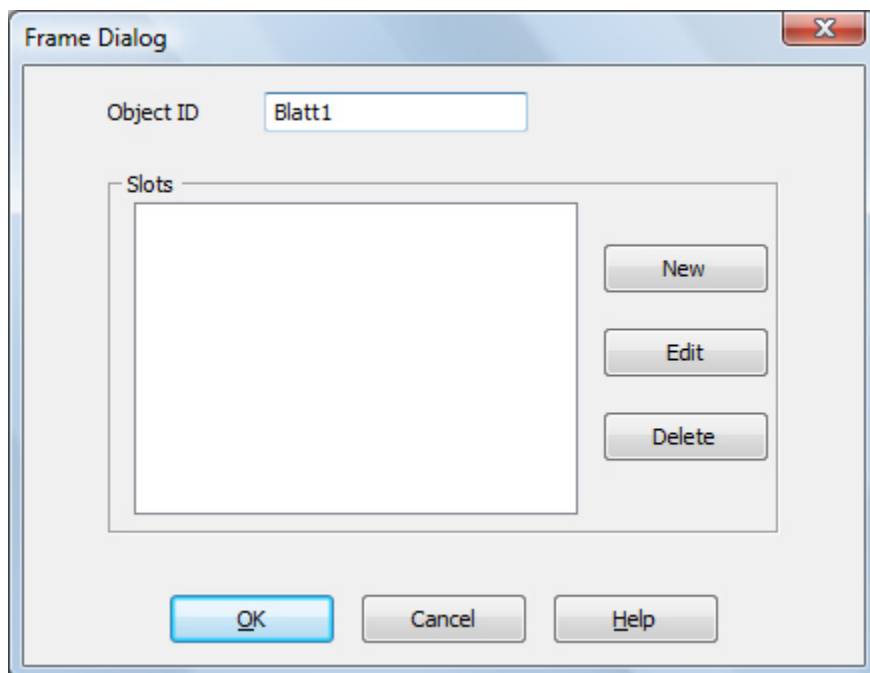 Frame Dialog
Object ID Blatt1
Slots
New
Edit
Delete
OK Cancel Help